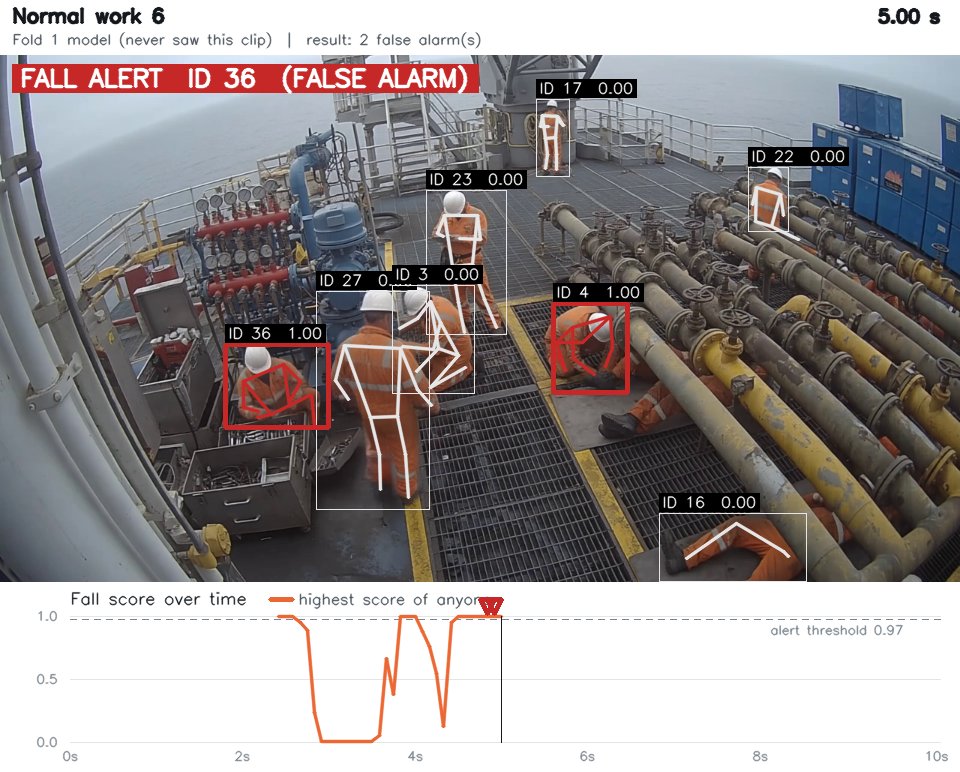 Normal work 6
5.00 s
Fold 1 model (never saw this clip) | result: 2 false alarm(s)
FALL ALERT ID 36 (FALSE ALARM)
ID 17 0.00
ID 22 0.00
ID 23 0.00
ID 27 0.
ID 3 0.00
ID 4 1.00
ID 36 1.00
ID 16 0.00
Fall score over time
highest score of anyon
1.0
alert threshold 0.97
0.5
0.0
0s
2s
4s
6s
8s
10s